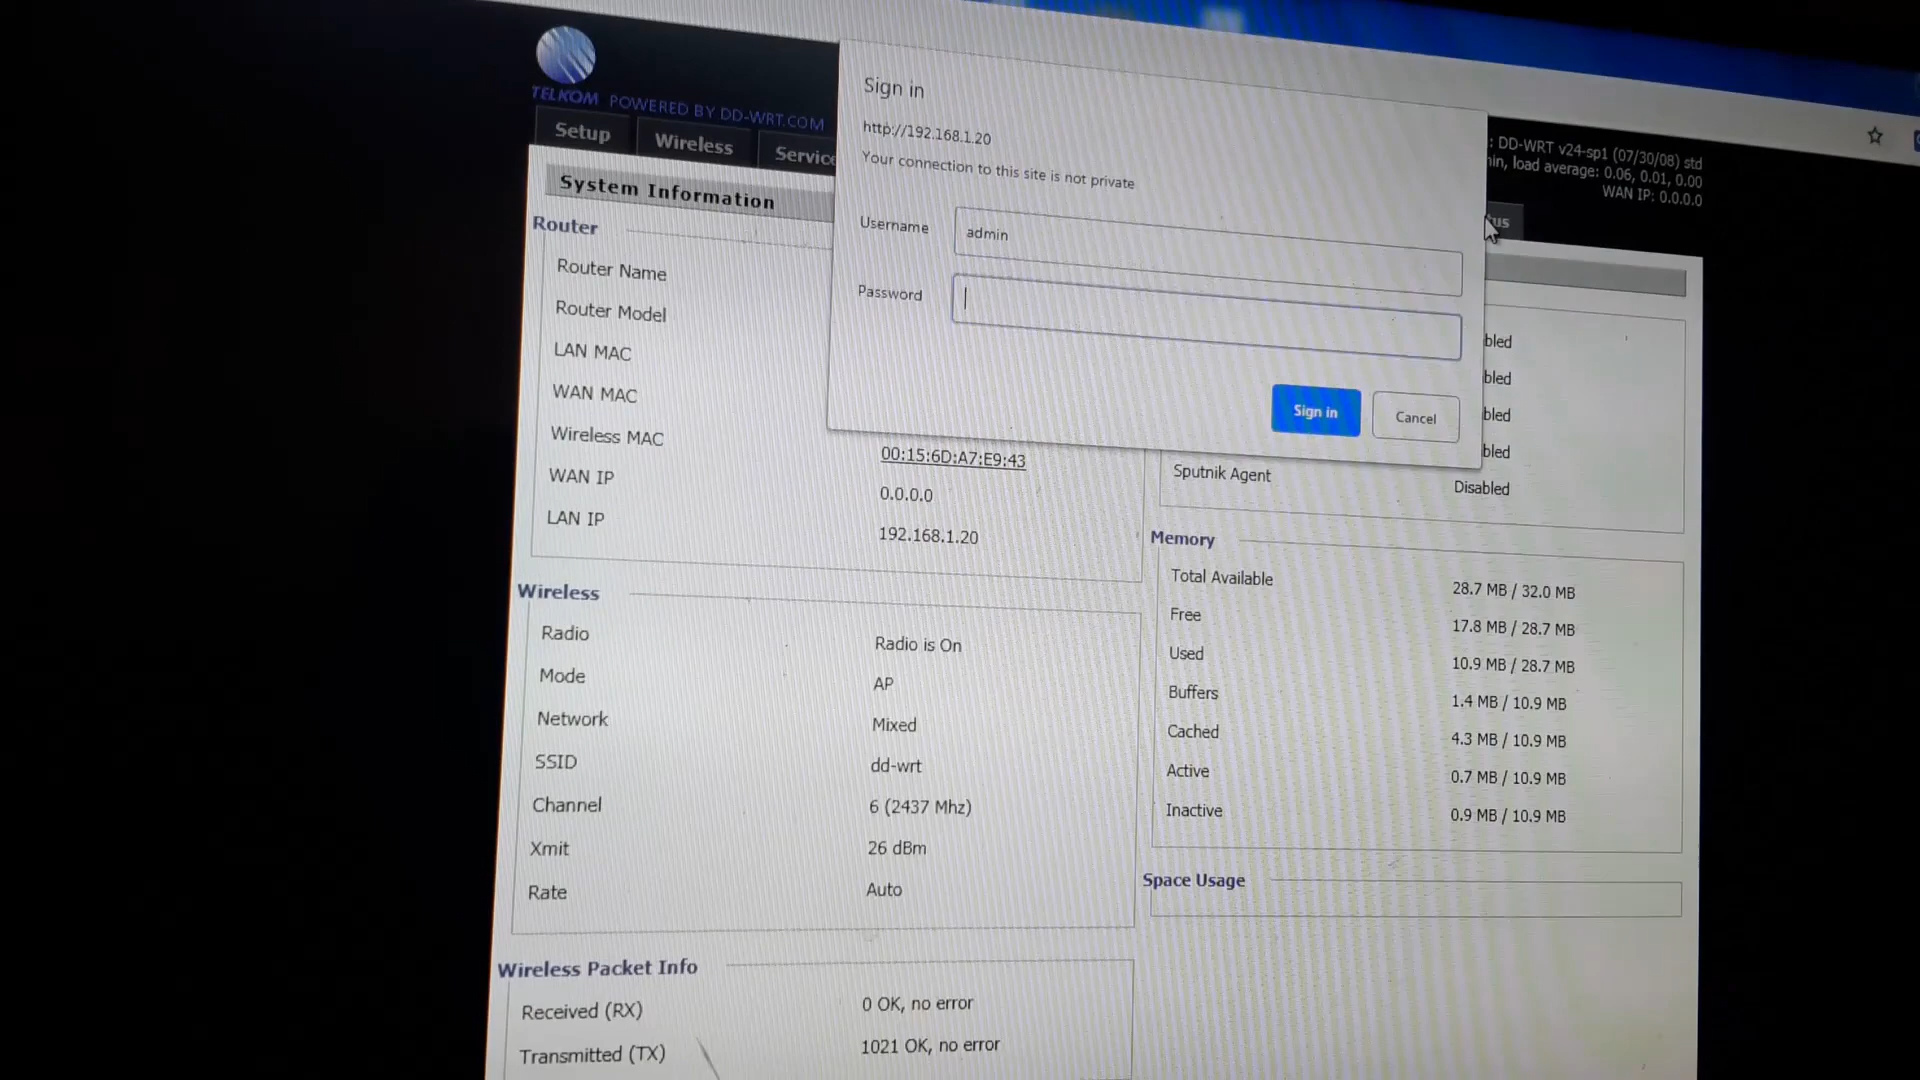 TELKOM POWERED BY DD-WRT.COM
Setup
Wireless
Service
: DD-WRT v24-sp1 (07/30/08) std
load average: 0.06, 0.01, 0.00
WAN IP: 0.0.0.0
Sign in
http://192.168.1.20
Your connection to this site is not private
Username
admin
Password
Sign in
Cancel
System Information
Router
Router Name
Router Model
LAN MAC
WAN MAC
Wireless MAC
00:15:6D:A7:E9:43
WAN IP
0.0.0.0
LAN IP
192.168.1.20
Wireless
Radio
Radio is On
Mode
AP
Network
Mixed
SSID
dd-wrt
Channel
6 (2437 Mhz)
Xmit
26 dBm
Rate
Auto
Wireless Packet Info
Received (RX)
0 OK, no error
Transmitted (TX)
1021 OK, no error
bled
bled
bled
bled
Sputnik Agent
Disabled
Memory
Total Available
28.7 MB / 32.0 MB
Free
17.8 MB / 28.7 MB
Used
10.9 MB / 28.7 MB
Buffers
1.4 MB / 10.9 MB
Cached
4.3 MB / 10.9 MB
Active
0.7 MB / 10.9 MB
Inactive
0.9 MB / 10.9 MB
Space Usage